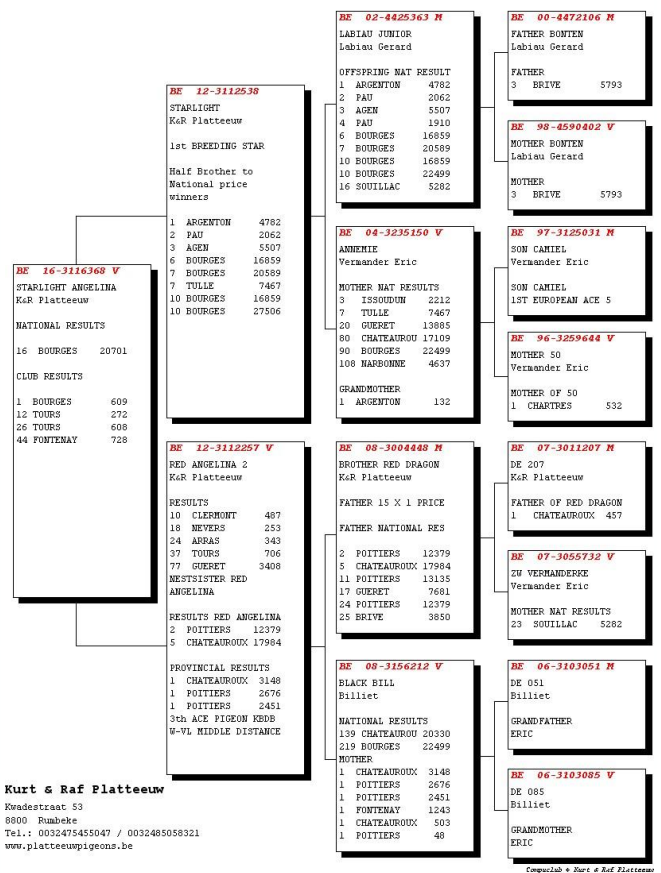 BE 16-3116368 V
STARLIGHT ANGELINA
K&R Platteeuw
NATIONAL RESULTS
16 BOURGES 20701
CLUB RESULTS
1 BOURGES 609
12 TOURS 272
26 TOURS 608
44 FONTENAY 728
BE 12-3112538
STARLIGHT
K&R Platteeuw
1st BREEDING STAR
Half Brother to
National price
winners
1 ARGENTON 4782
2 PAU 2062
3 AGEN 5507
6 BOURGES 16859
7 BOURGES 20589
7 TULLE 7467
10 BOURGES 16859
10 BOURGES 27506
BE 12-3112257 V
RED ANGELINA 2
K&R Platteeuw
RESULTS
10 CLERMONT 487
18 NEVERS 253
24 ARRAS 343
37 TOURS 706
77 GUERET 3408
NESTSISTER RED
ANGELINA
RESULTS RED ANGELINA
2 POITIERS 12379
5 CHATEAUROUX 17984
PROVINCIAL RESULTS
1 CHATEAUROUX 3148
1 POITIERS 2676
1 POITIERS 2451
3th ACE PIGEON KBDB
W-VL MIDDLE DISTANCE
BE 02-4425363 M
LABIAU JUNIOR
Labiau Gerard
OFFSPRING NAT RESULT
1 ARGENTON 4782
2 PAU 2062
3 AGEN 5507
4 PAU 1910
6 BOURGES 16859
7 BOURGES 20589
10 BOURGES 16859
10 BOURGES 22499
16 SOUILLAC 5282
BE 04-3235150 V
ANNEMIE
Vermander Eric
MOTHER NAT RESULTS
3 ISSOUDUN 2212
7 TULLE 7467
20 GUERET 13885
80 CHATEAUROU 17109
90 BOURGES 22499
108 NARBONNE 4637
GRANDMOTHER
1 ARGENTON 132
BE 08-3004448 M
BROTHER RED DRAGON
K&R Platteeuw
FATHER 15 X 1 PRICE
FATHER NATIONAL RES
2 POITIERS 12379
5 CHATEAUROUX 17984
11 POITIERS 13135
17 GUERET 7681
24 POITIERS 12379
25 BRIVE 3850
BE 08-3156212 V
BLACK BILL
Billiet
NATIONAL RESULTS
139 CHATEAUROU 20330
219 BOURGES 22499
MOTHER
1 CHATEAUROUX 3148
1 POITIERS 2676
1 POITIERS 2451
1 FONTENAY 1243
1 CHATEAUROUX 503
1 POITIERS 48
BE 00-4472106 M
FATHER BONTEN
Labiau Gerard
FATHER
3 BRIVE 5793
BE 98-4590402 V
MOTHER BONTEN
Labiau Gerard
MOTHER
3 BRIVE 5793
BE 97-3125031 M
SON CAMIEL
Vermander Eric
SON CAMIEL
1ST EUROPEAN ACE 5
BE 96-3259644 V
MOTHER 50
Vermander Eric
MOTHER OF 50
1 CHARTRES 532
BE 07-3011207 M
DE 207
K&R Platteeuw
FATHER OF RED DRAGON
1 CHATEAUROUX 457
BE 07-3055732 V
ZW VERMANDERKE
Vermander Eric
MOTHER NAT RESULTS
23 SOUILLAC 5282
BE 06-3103051 M
DE 051
Billiet
GRANDFATHER
ERIC
BE 06-3103085 V
DE 085
Billiet
GRANDMOTHER
ERIC
Kurt & Raf Platteeuw
Kwadestraat 53
8800 Rumbeke
Tel.: 0032475455047 / 0032485058321
www.platteeuwpigeons.be
Compuclub + Kurt & Raf Platteeuw